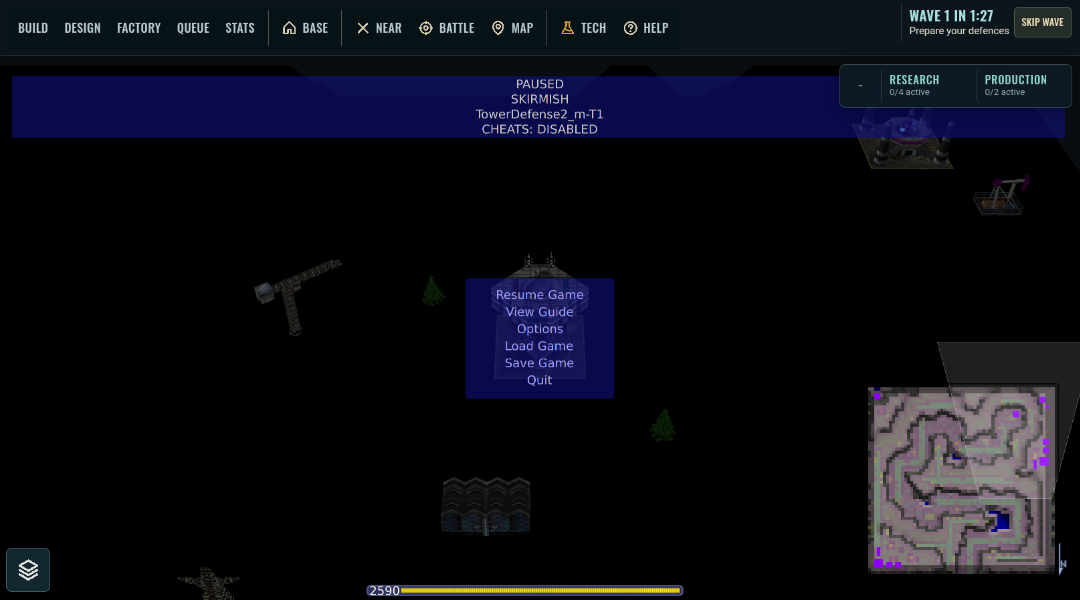 BUILD DESIGN FACTORY QUEUE STATS BASE NEAR BATTLE MAP TECH HELP
WAVE 1 IN 1:27
Prepare your defences
SKIP WAVE
PAUSED
SKIRMISH
TowerDefense2_m-T1
CHEATS: DISABLED
-
RESEARCH
0/4 active
PRODUCTION
0/2 active
Resume Game
View Guide
Options
Load Game
Save Game
Quit
N
2590